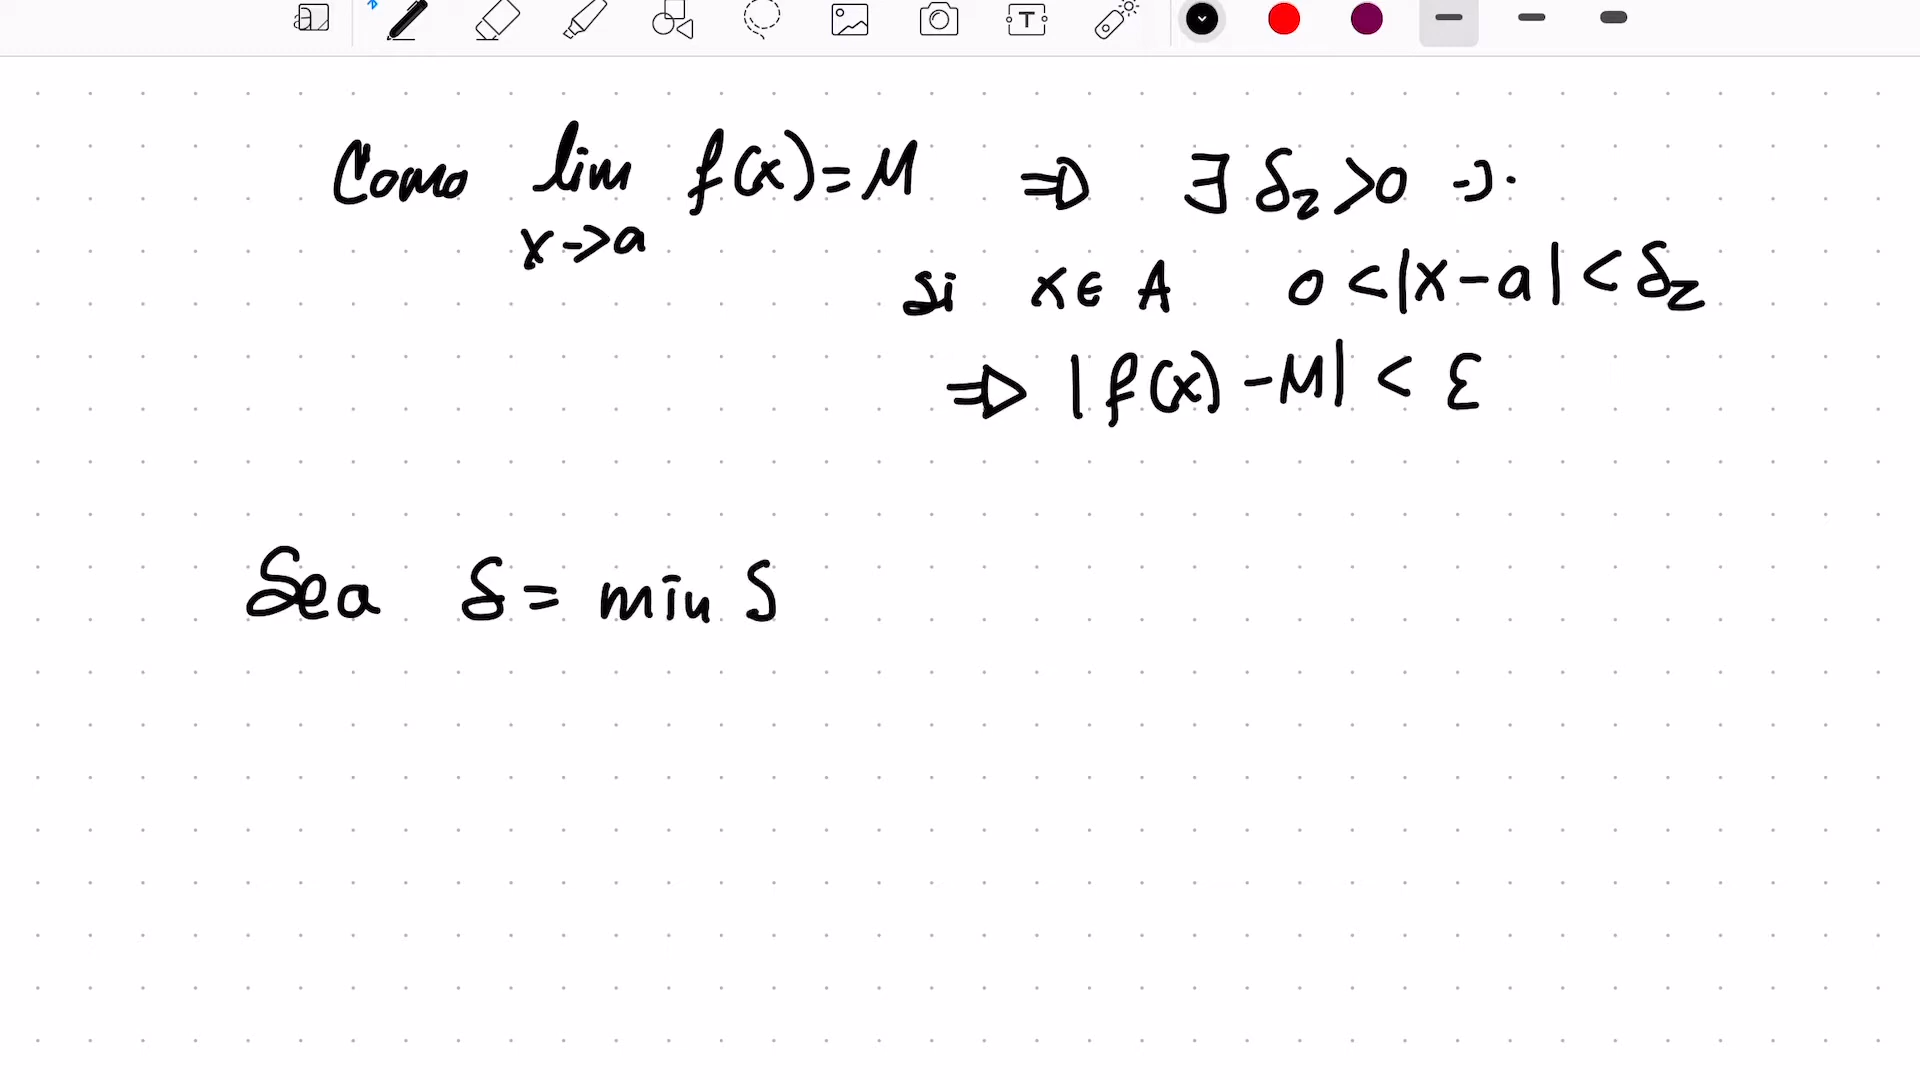 Como lim f(x)=M ⇒ ∃ δ₂>0 ∋·
x→a
si x∈A 0<|x-a|<δ₂
⇒ |f(x)-M|<ε
Sea δ= min S